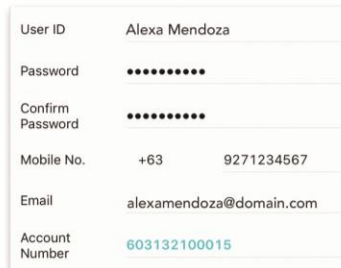 User ID Alexa Mendoza
Password ••••••••••
Confirm
Password ••••••••••
Mobile No. +63 9271234567
Email alexamendoza@domain.com
Account
Number 603132100015